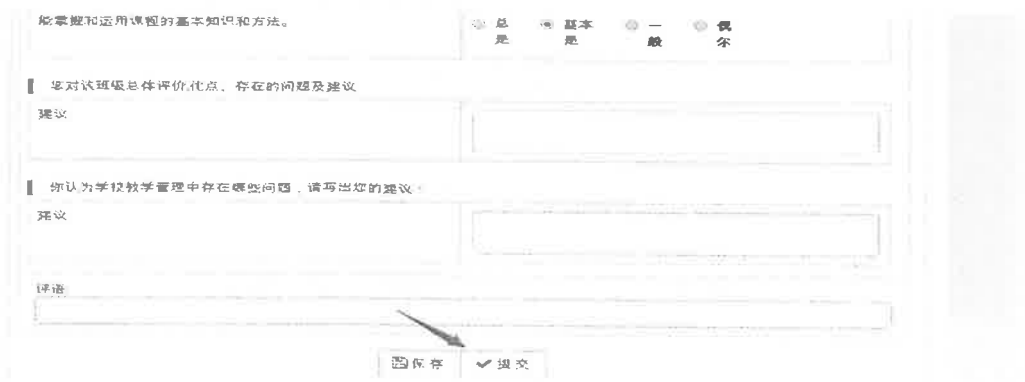 能掌握和运用课程的基本知识和方法。
总是 基本是 一般 偶尔
您对该班级总体评价优点、存在的问题及建议
建议
你认为学校教学管理中存在哪些问题，请写出您的建议。
建议
评语
保存 提交